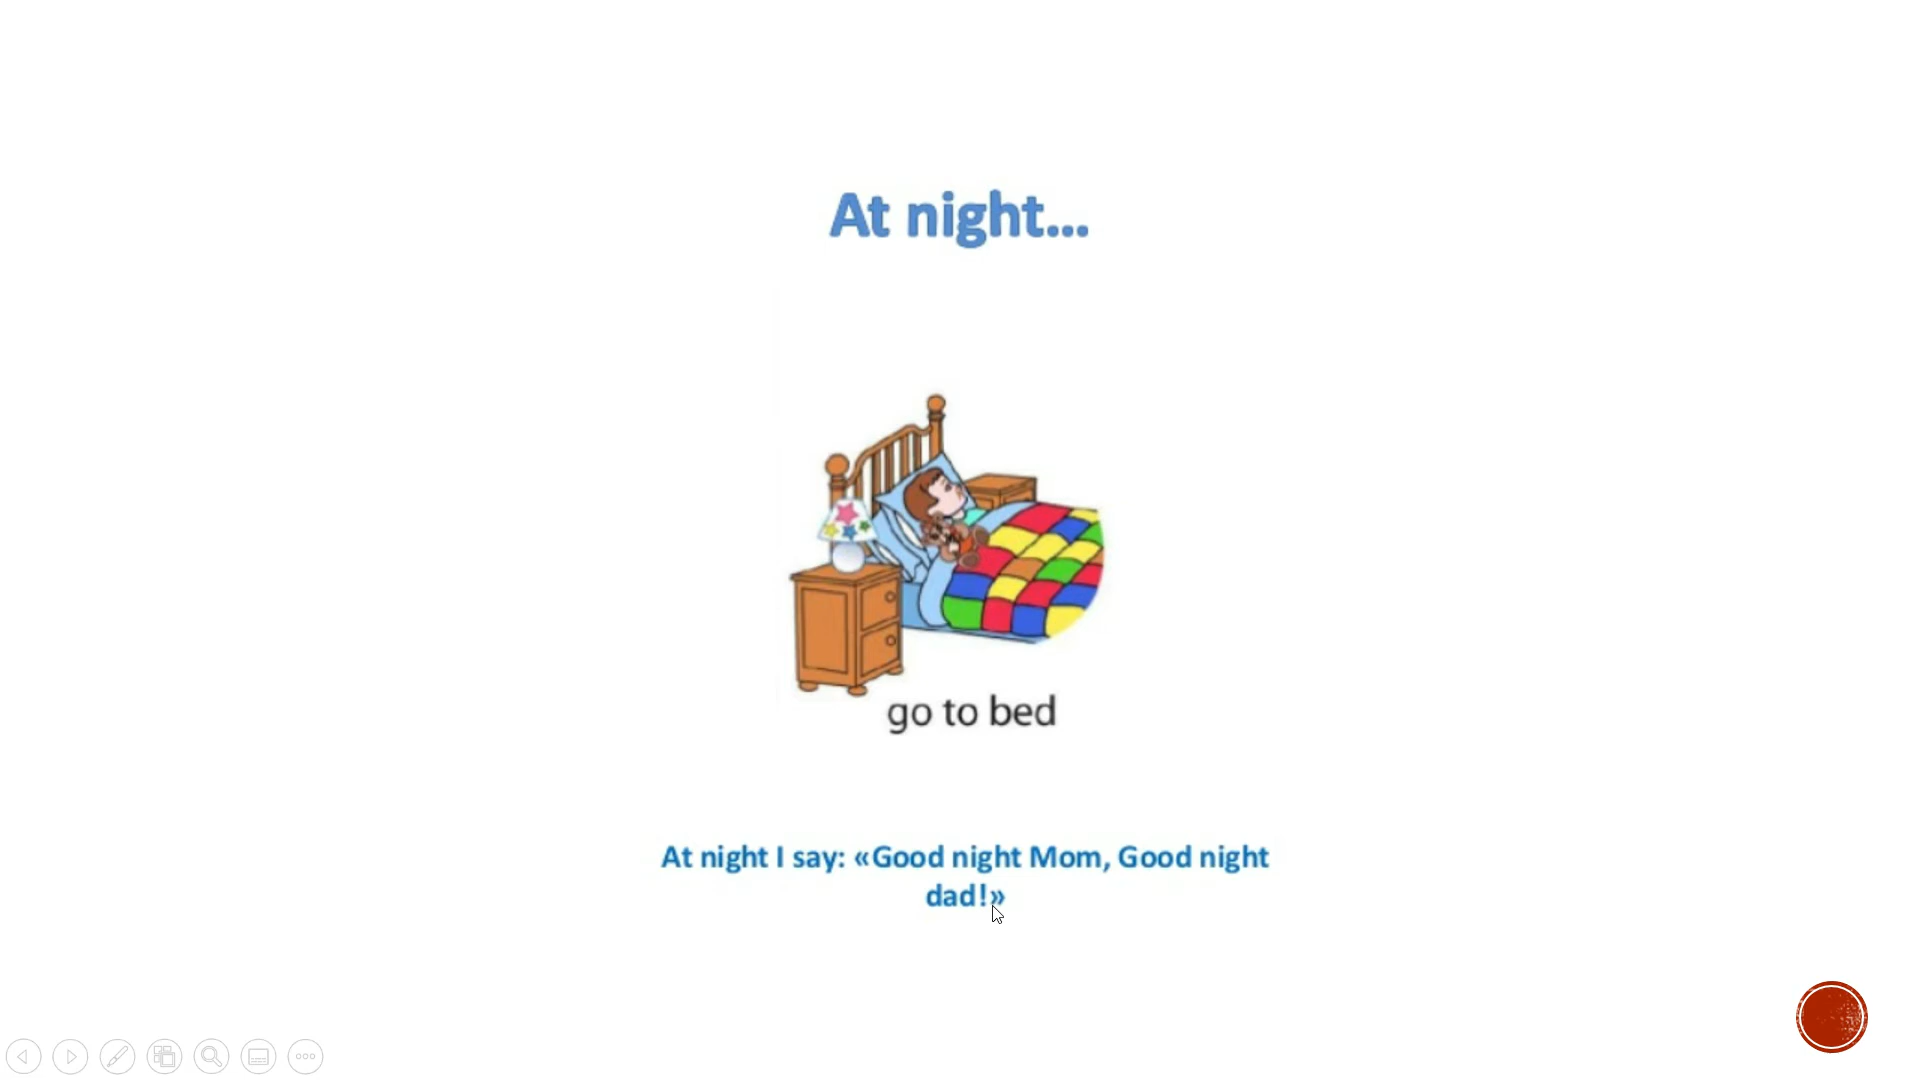 At night...
go to bed
At night I say: «Good night Mom, Good night
dad!»